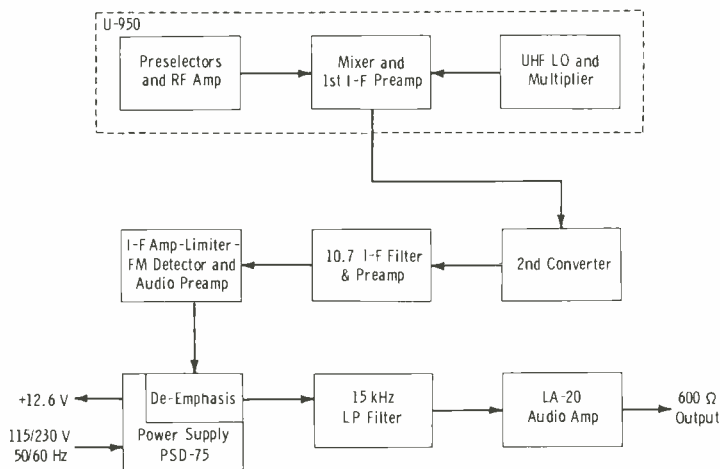 U-950
Preselectors
and RF Amp
Mixer and
1st I-F Preamp
UHF LO and
Multiplier
I-F Amp-Limiter-
FM Detector and
Audio Preamp
10.7 I-F Filter
& Preamp
2nd Converter
+12.6 V
115/230 V
50/60 Hz
De-Emphasis
Power Supply
PSD-75
15 kHz
LP Filter
LA-20
Audio Amp
600 Ω
Output